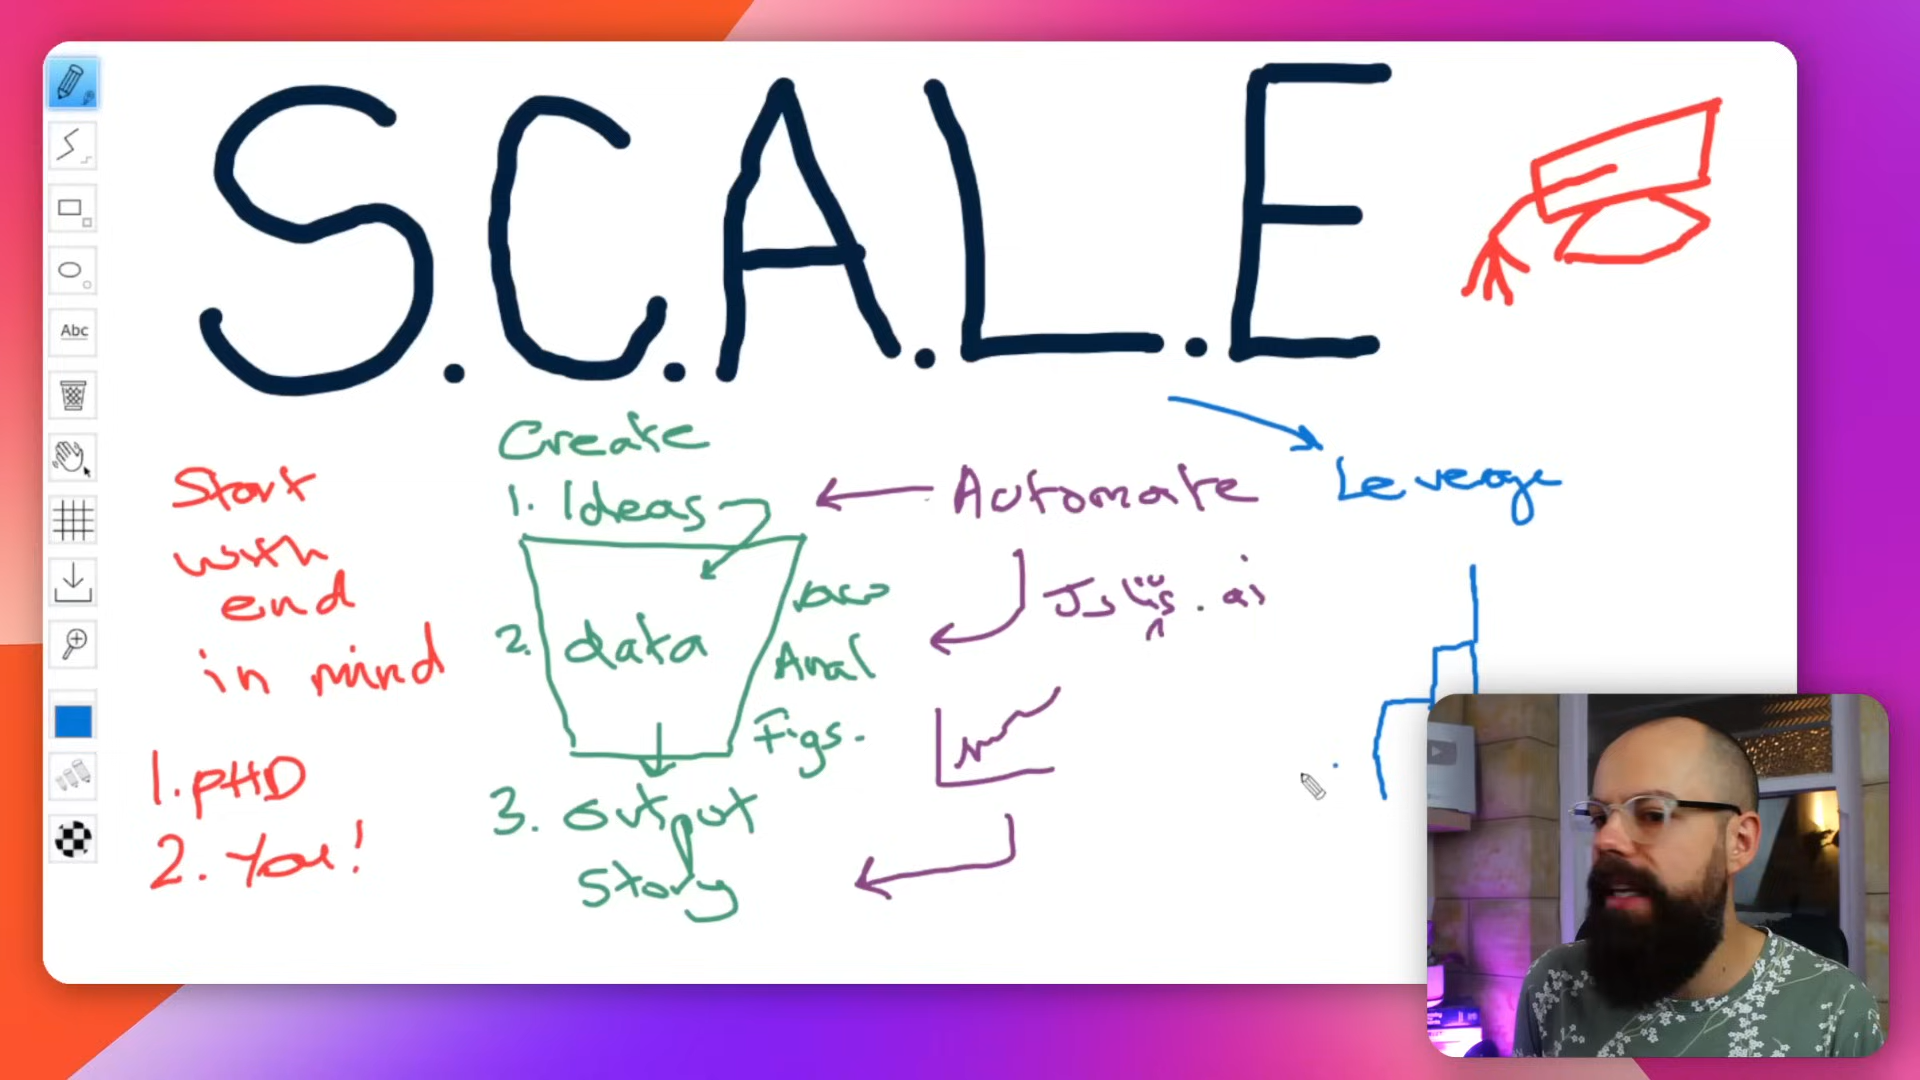 S.C.A.L.E
Abc
Start
with
end
in mind
1. PHD
2. You!
Create
1. Ideas
2. data
Anal
Figs.
3. output
story
Automate
Leverage